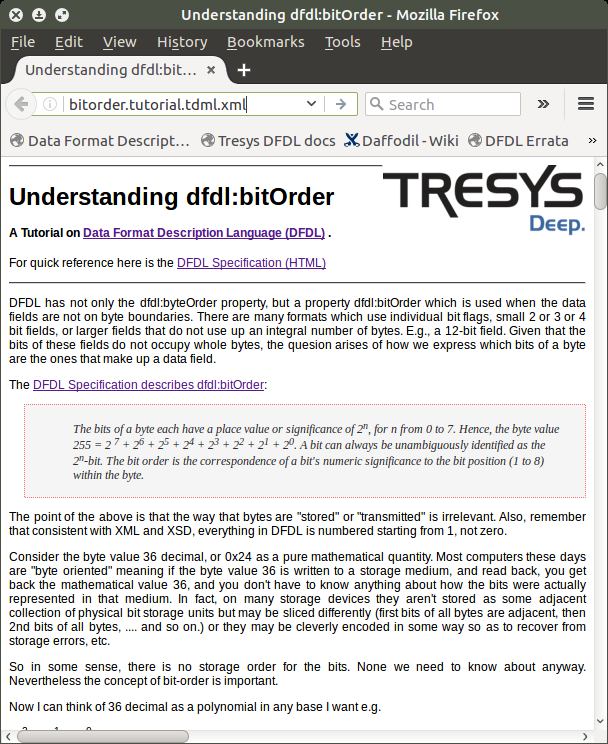 Understanding dfdl:bitOrder - Mozilla Firefox
File Edit View History Bookmarks Tools Help
Understanding dfdl:bit... × +
bitorder.tutorial.tdml.xml Search »
Data Format Descript... Tresys DFDL docs Daffodil - Wiki DFDL Errata »
TRESYS
Deep.
Understanding dfdl:bitOrder
A Tutorial on Data Format Description Language (DFDL) .
For quick reference here is the DFDL Specification (HTML)
DFDL has not only the dfdl:byteOrder property, but a property dfdl:bitOrder which is used when the data
fields are not on byte boundaries. There are many formats which use individual bit flags, small 2 or 3 or 4
bit fields, or larger fields that do not use up an integral number of bytes. E.g., a 12-bit field. Given that the
bits of these fields do not occupy whole bytes, the quesion arises of how we express which bits of a byte
are the ones that make up a data field.
The DFDL Specification describes dfdl:bitOrder:
The bits of a byte each have a place value or significance of 2ⁿ, for n from 0 to 7. Hence, the byte value
255 = 2 ⁷ + 2⁶ + 2⁵ + 2⁴ + 2³ + 2² + 2¹ + 2⁰. A bit can always be unambiguously identified as the
2ⁿ-bit. The bit order is the correspondence of a bit's numeric significance to the bit position (1 to 8)
within the byte.
The point of the above is that the way that bytes are "stored" or "transmitted" is irrelevant. Also, remember
that consistent with XML and XSD, everything in DFDL is numbered starting from 1, not zero.
Consider the byte value 36 decimal, or 0x24 as a pure mathematical quantity. Most computers these days
are "byte oriented" meaning if the byte value 36 is written to a storage medium, and read back, you get
back the mathematical value 36, and you don't have to know anything about how the bits were actually
represented in that medium. In fact, on many storage devices they aren't stored as some adjacent
collection of physical bit storage units but may be sliced differently (first bits of all bytes are adjacent, then
2nd bits of all bytes, .... and so on.) or they may be cleverly encoded in some way so as to recover from
storage errors, etc.
So in some sense, there is no storage order for the bits. None we need to know about anyway.
Nevertheless the concept of bit-order is important.
Now I can think of 36 decimal as a polynomial in any base I want e.g.